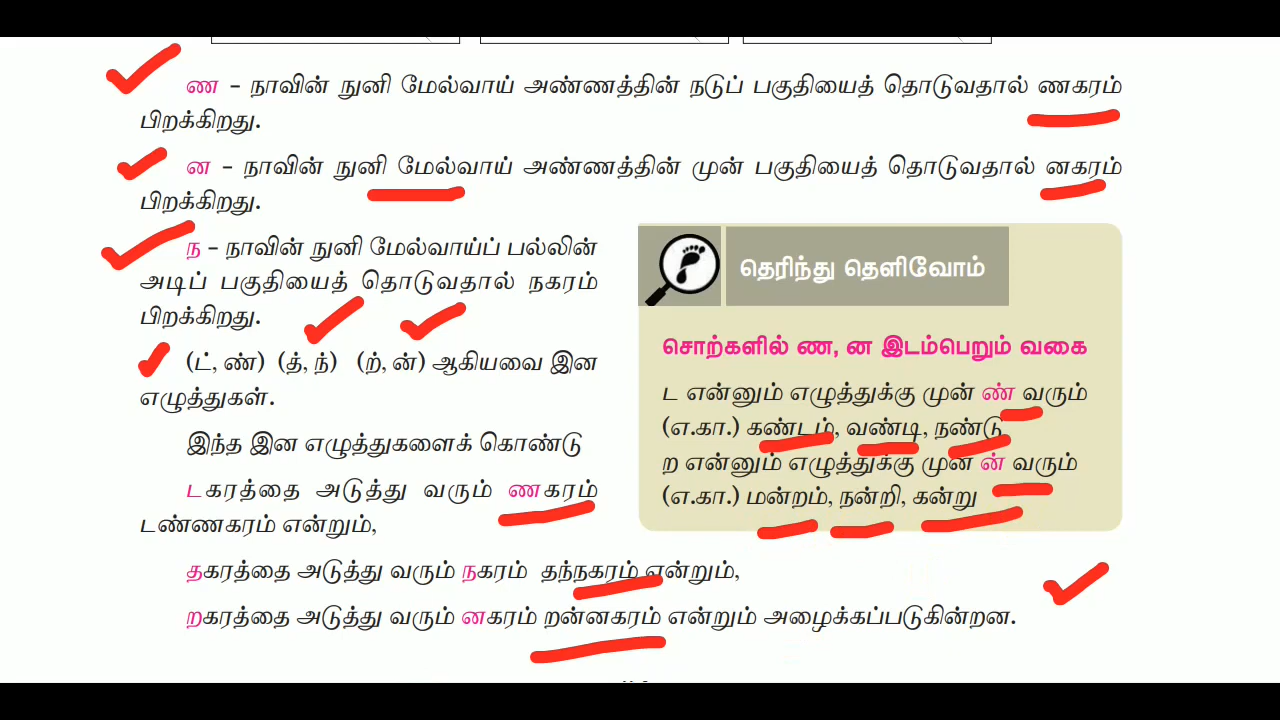 ண – நாவின் நுனி மேல்வாய் அண்ணத்தின் நடுப் பகுதியைத் தொடுவதால் ணகரம்
பிறக்கிறது.
ன – நாவின் நுனி மேல்வாய் அண்ணத்தின் முன் பகுதியைத் தொடுவதால் னகரம்
பிறக்கிறது.
ந – நாவின் நுனி மேல்வாய்ப் பல்லின்
அடிப் பகுதியைத் தொடுவதால் நகரம்
பிறக்கிறது.
(ட், ண்) (த், ந்) (ற், ன்) ஆகியவை இன
எழுத்துகள்.
இந்த இன எழுத்துகளைக் கொண்டு
டகரத்தை அடுத்து வரும் ணகரம்
டண்ணகரம் என்றும்,
தெரிந்து தெளிவோம்
சொற்களில் ண, ன இடம்பெறும் வகை
ட என்னும் எழுத்துக்கு முன் ண் வரும்
(எ.கா.) கண்டம், வண்டி, நண்டு
ற என்னும் எழுத்துக்கு முன் ன் வரும்
(எ.கா.) மன்றம், நன்றி, கன்று
தகரத்தை அடுத்து வரும் நகரம் தந்நகரம் என்றும்,
றகரத்தை அடுத்து வரும் னகரம் றன்னகரம் என்றும் அழைக்கப்படுகின்றன.